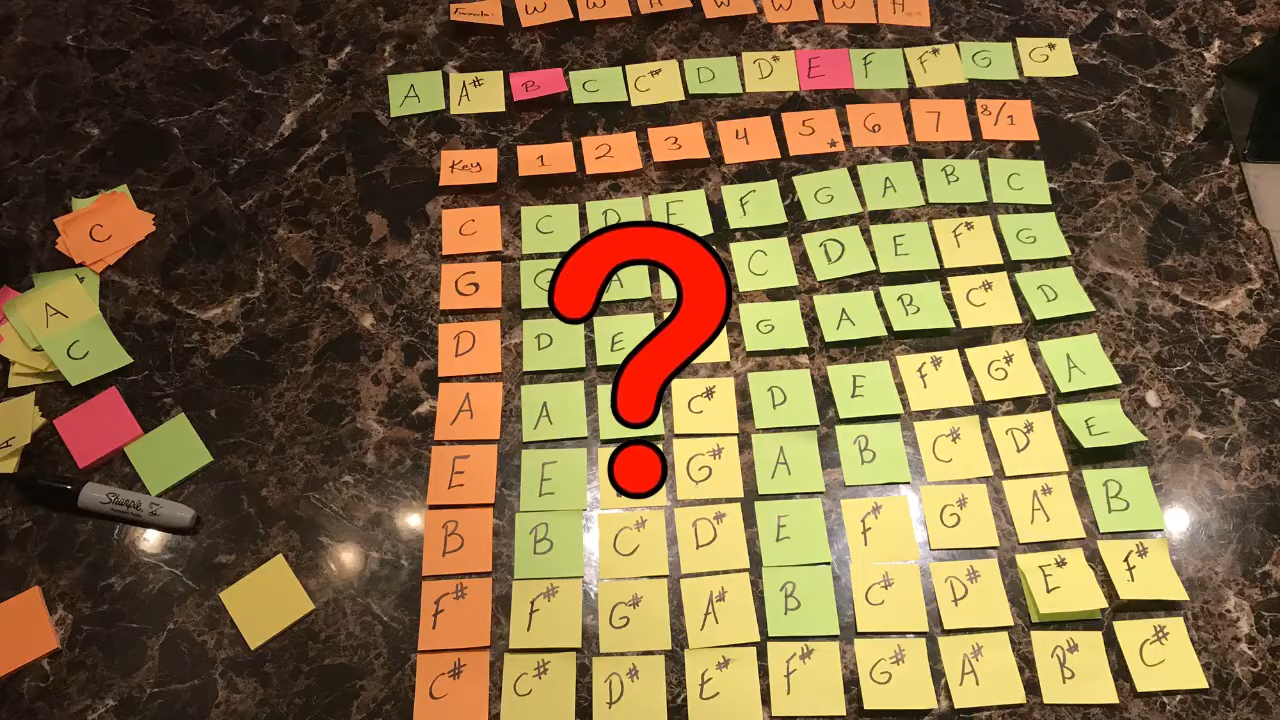 Formula: W W H W W W H
A A# B C C# D D# E F F# G G#
Key 1 2 3 4 5 6 7 8/1
C C D E F G A B C
G G A C D E F# G
D D E G A B C# D
A A C# D E F# G# A
E E G# A B C# D# E
B B C# D# E F# G# A# B
F# F# G# A# B C# D# E# F#
C# C# D# E# F# G# A# B# C#
C
A
C
A
Sharpie